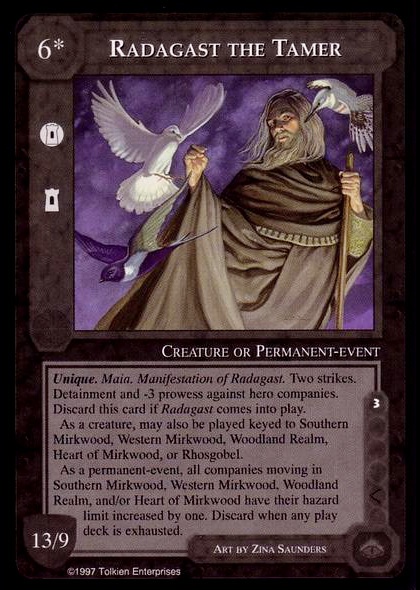 6*
RADAGAST THE TAMER
CREATURE OR PERMANENT-EVENT
Unique. Maia. Manifestation of Radagast. Two strikes.
Detainment and -3 prowess against hero companies.
Discard this card if Radagast comes into play.
As a creature, may also be played keyed to Southern
Mirkwood, Western Mirkwood, Woodland Realm,
Heart of Mirkwood, or Rhosgobel.
As a permanent-event, all companies moving in
Southern Mirkwood, Western Mirkwood, Woodland
Realm, and/or Heart of Mirkwood have their hazard
limit increased by one. Discard when any play
deck is exhausted.
3
13/9
ART BY ZINA SAUNDERS
©1997 Tolkien Enterprises